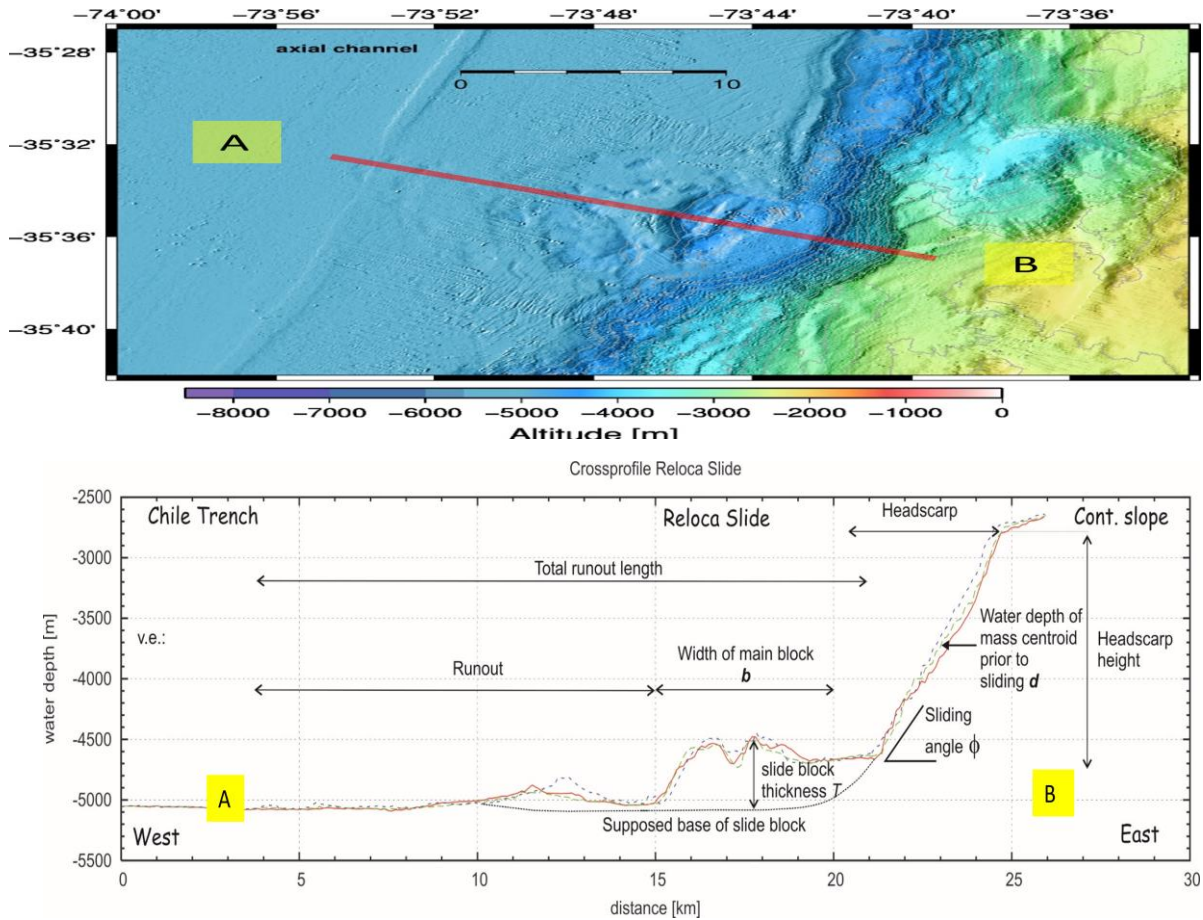 −74°00' −73°56' −73°52' −73°48' −73°44' −73°40' −73°36'
−35°28'
−35°32'
−35°36'
−35°40'
axial channel
0 10
A
B
−8000 −7000 −6000 −5000 −4000 −3000 −2000 −1000 0
Altitude [m]
Crossprofile Reloca Slide
-2500
-3000
-3500
-4000
-4500
-5000
-5500
water depth [m]
Chile Trench
Reloca Slide
Headscarp
Cont. slope
Total runout length
v.e.:
Runout
Width of main block
b
Water depth of
mass centroid
prior to
sliding d
Headscarp
height
Sliding
angle ϕ
slide block
thickness T
A
B
Supposed base of slide block
West
East
0 5 10 15 20 25 30
distance [km]